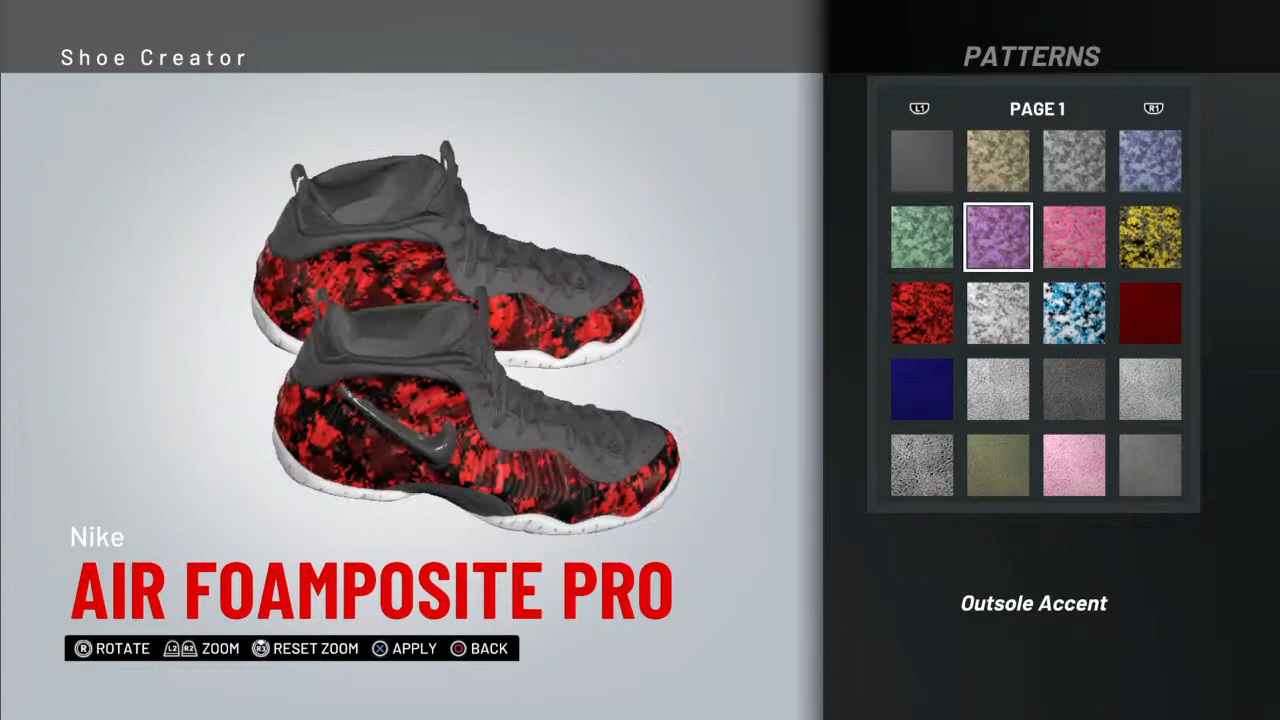 Shoe Creator
PATTERNS
L1 PAGE 1 R1
Nike
AIR FOAMPOSITE PRO
R ROTATE L2 R2 ZOOM R3 RESET ZOOM APPLY BACK
Outsole Accent